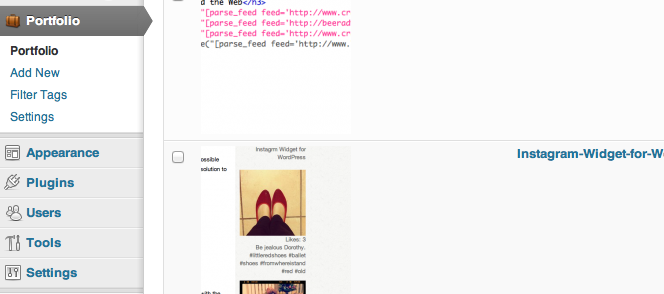 Portfolio
Portfolio
Add New
Filter Tags
Settings
Appearance
Plugins
Users
Tools
Settings
d the Web</h3>
"[parse_feed feed='http://www.cr
"[parse_feed feed='http://beerad
"[parse_feed feed='http://www.cr
e("[parse_feed feed='http://www.
ossible
solution to
with the
Instagrm Widget for
WordPress
Likes: 3
Be jealous Dorothy.
#littleredshoes #ballet
#shoes #fromwhereistand
#red #old
Instagram-Widget-for-W